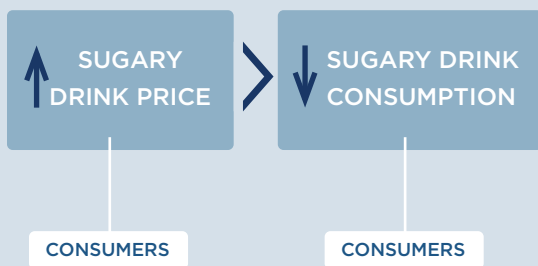 SUGARY
DRINK PRICE
SUGARY DRINK
CONSUMPTION
CONSUMERS
CONSUMERS